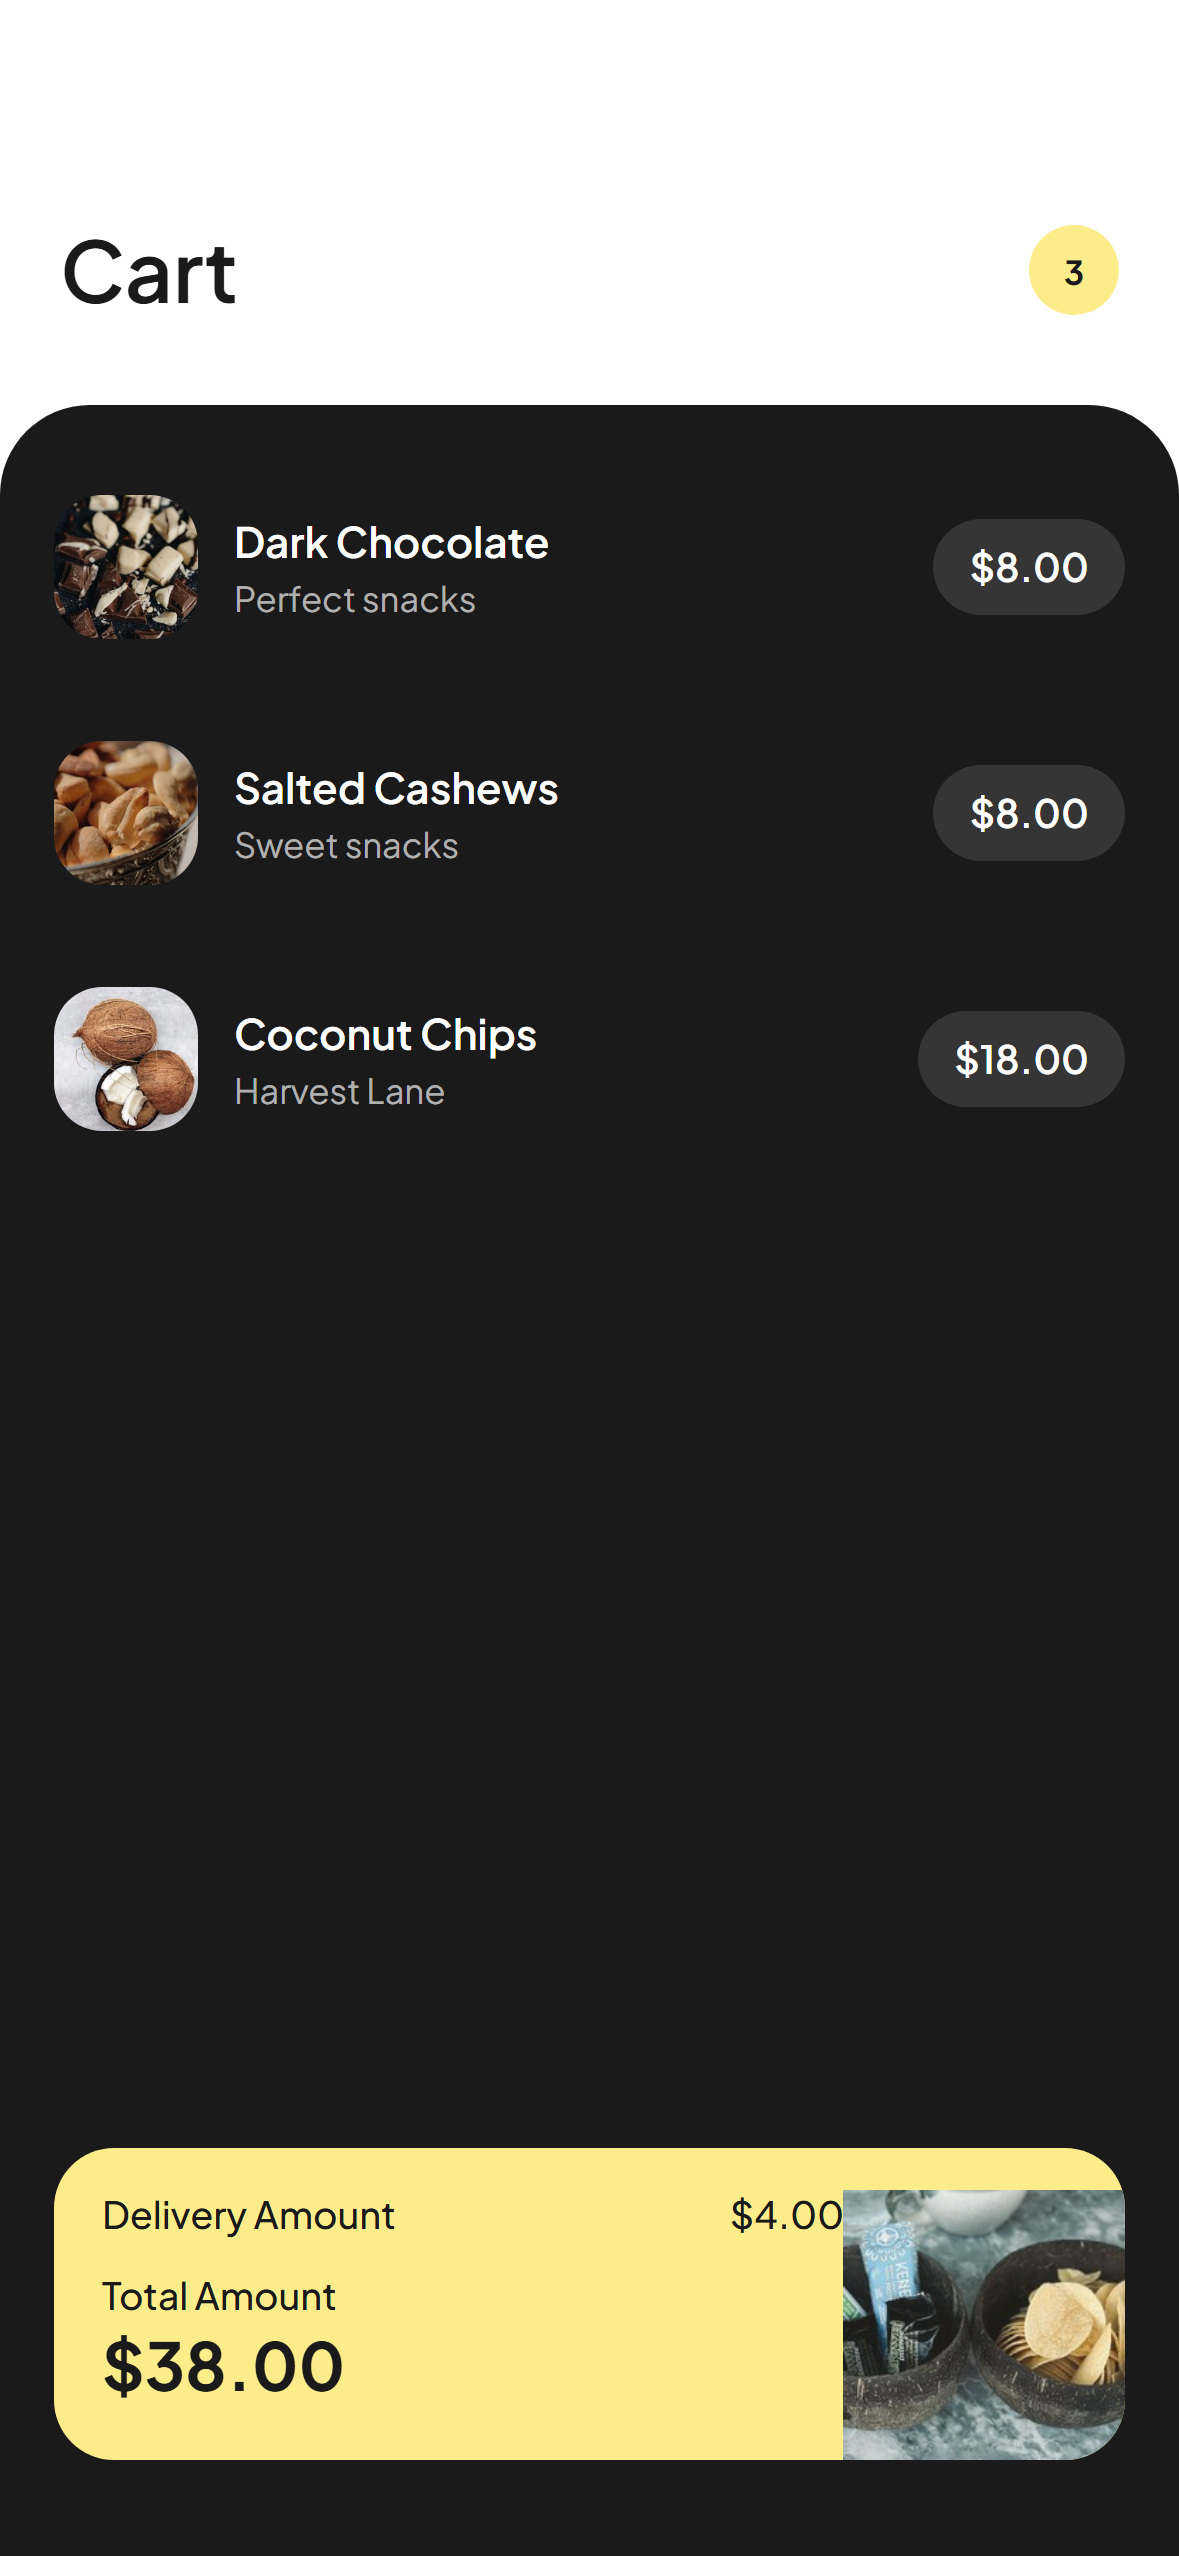 Cart
3
Dark Chocolate
Perfect snacks
$8.00
Salted Cashews
Sweet snacks
$8.00
Coconut Chips
Harvest Lane
$18.00
Delivery Amount
$4.00
Total Amount
$38.00